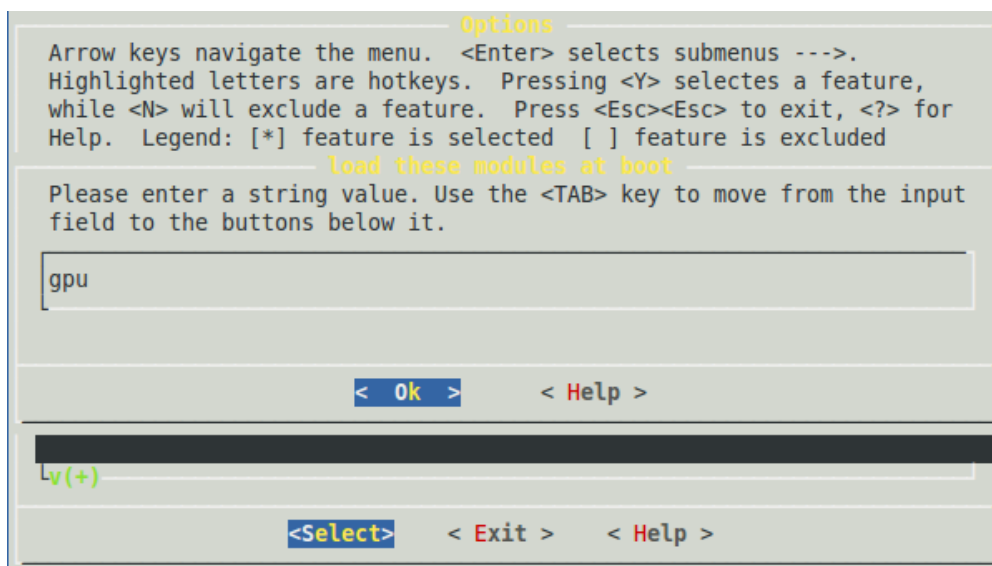 Options
Arrow keys navigate the menu.  <Enter> selects submenus --->.
Highlighted letters are hotkeys.  Pressing <Y> selectes a feature,
while <N> will exclude a feature.  Press <Esc><Esc> to exit, <?> for
Help.  Legend: [*] feature is selected  [ ] feature is excluded
load these modules at boot
Please enter a string value. Use the <TAB> key to move from the input
field to the buttons below it.
gpu
<  Ok  >      < Help >
v(+)
<Select>    < Exit >    < Help >